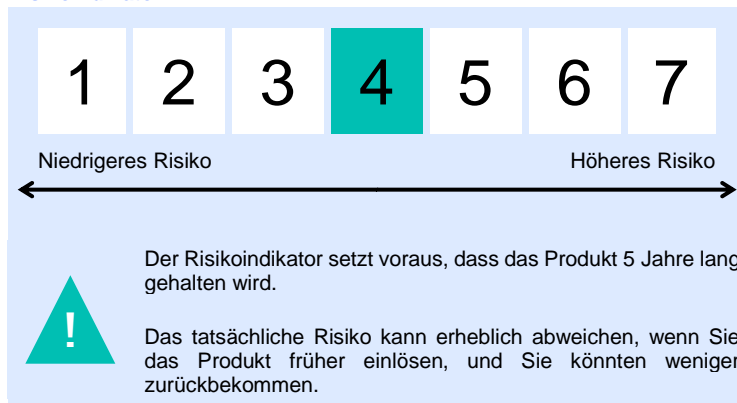 1 2 3 4 5 6 7
Niedrigeres Risiko Höheres Risiko
Der Risikoindikator setzt voraus, dass das Produkt 5 Jahre lang
gehalten wird.
!
Das tatsächliche Risiko kann erheblich abweichen, wenn Sie
das Produkt früher einlösen, und Sie könnten weniger
zurückbekommen.